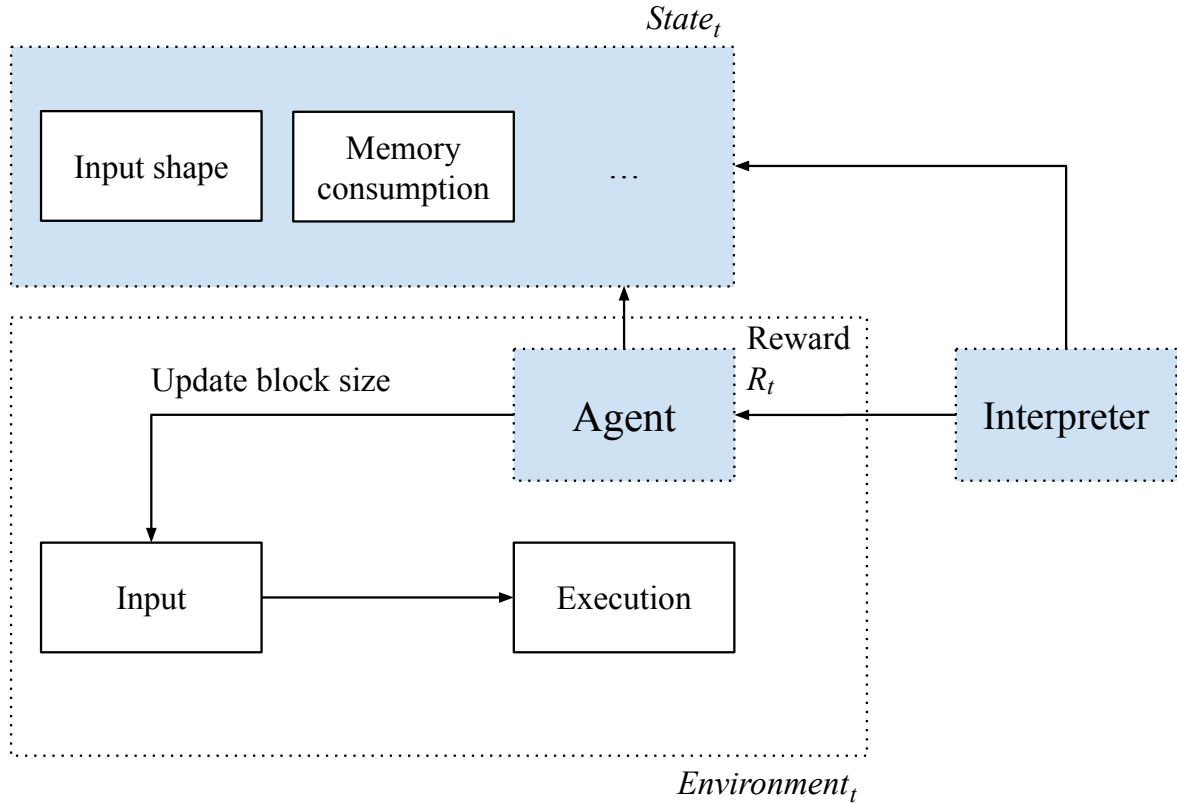 State_t
Input shape
Memory
consumption
...
Reward
R_t
Update block size
Agent
Interpreter
Input
Execution
Environment_t